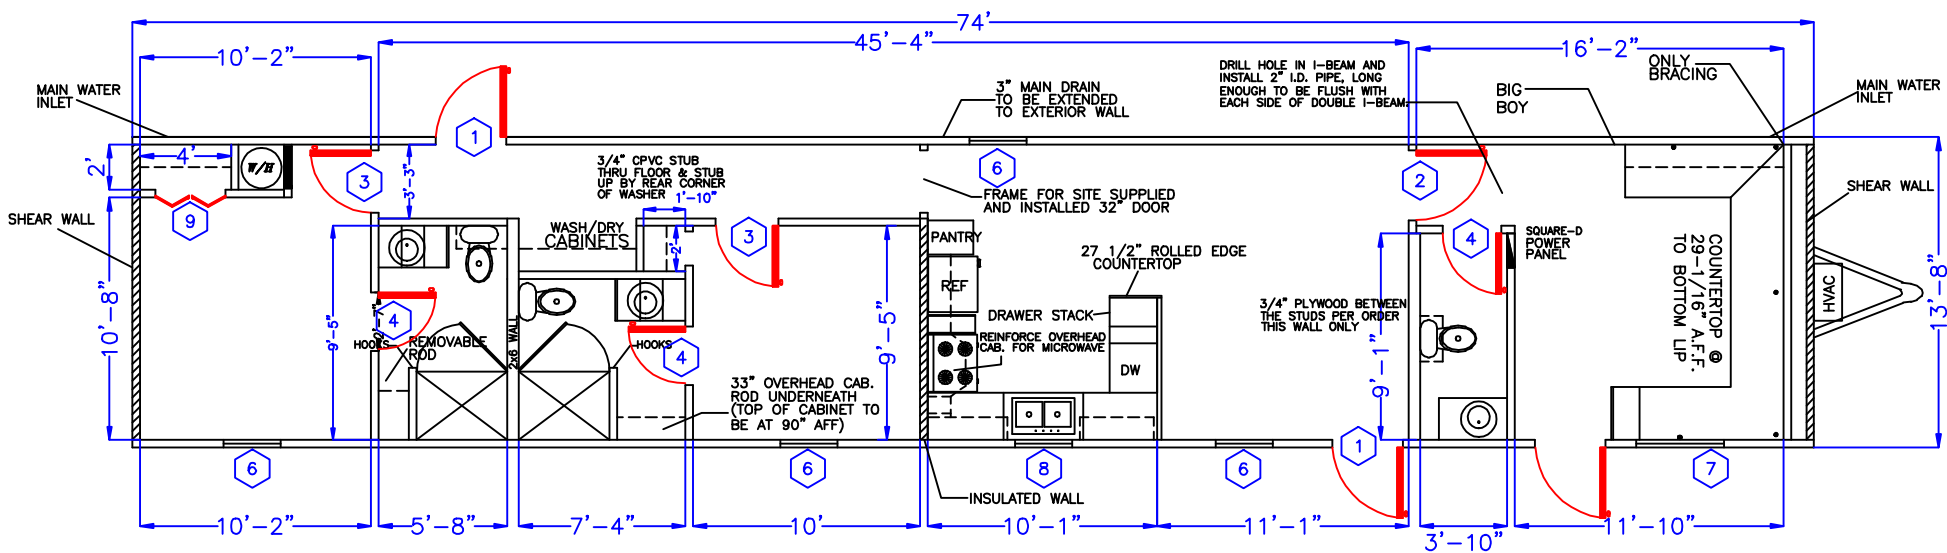 74'
45'-4"
10'-2"
16'-2"
MAIN WATER
INLET
3" MAIN DRAIN
TO BE EXTENDED
TO EXTERIOR WALL
DRILL HOLE IN I-BEAM AND
INSTALL 2" I.D. PIPE, LONG
ENOUGH TO BE FLUSH WITH
EACH SIDE OF DOUBLE I-BEAM.
BIG
BOY
ONLY
BRACING
MAIN WATER
INLET
1
2'
4'
W/H
3
3'-3"
3/4" CPVC STUB
THRU FLOOR & STUB
UP BY REAR CORNER
OF WASHER
1'-10"
6
FRAME FOR SITE SUPPLIED
AND INSTALLED 32" DOOR
2
SHEAR WALL
SHEAR WALL
9
WASH/DRY
CABINETS
2'
3
PANTRY
27 1/2" ROLLED EDGE
COUNTERTOP
4
SQUARE-D
POWER
PANEL
COUNTERTOP @
29-1/16" A.F.F.
TO BOTTOM LIP
HVAC
13'-8"
10'-8"
9'-5"
4
HOOKS
REMOVABLE
ROD
2x6 WALL
HOOKS
4
9'-5"
REF
DRAWER STACK
REINFORCE OVERHEAD
CAB. FOR MICROWAVE
DW
3/4" PLYWOOD BETWEEN
THE STUDS PER ORDER
THIS WALL ONLY
9'-1"
33" OVERHEAD CAB.
ROD UNDERNEATH
(TOP OF CABINET TO
BE AT 90" AFF)
6
6
8
6
1
7
INSULATED WALL
10'-2"
5'-8"
7'-4"
10'
10'-1"
11'-1"
3'-10"
11'-10"